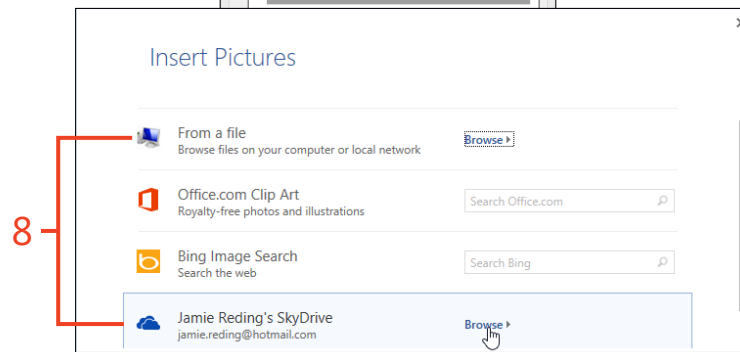 Insert Pictures
From a file
Browse files on your computer or local network
Browse
Office.com Clip Art
Royalty-free photos and illustrations
Search Office.com
Bing Image Search
Search the web
Search Bing
8
Jamie Reding's SkyDrive
jamie.reding@hotmail.com
Browse